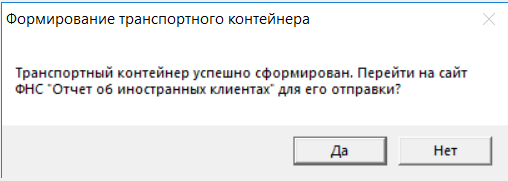 Формирование транспортного контейнера
Транспортный контейнер успешно сформирован. Перейти на сайт
ФНС "Отчет об иностранных клиентах" для его отправки?
Да
Нет